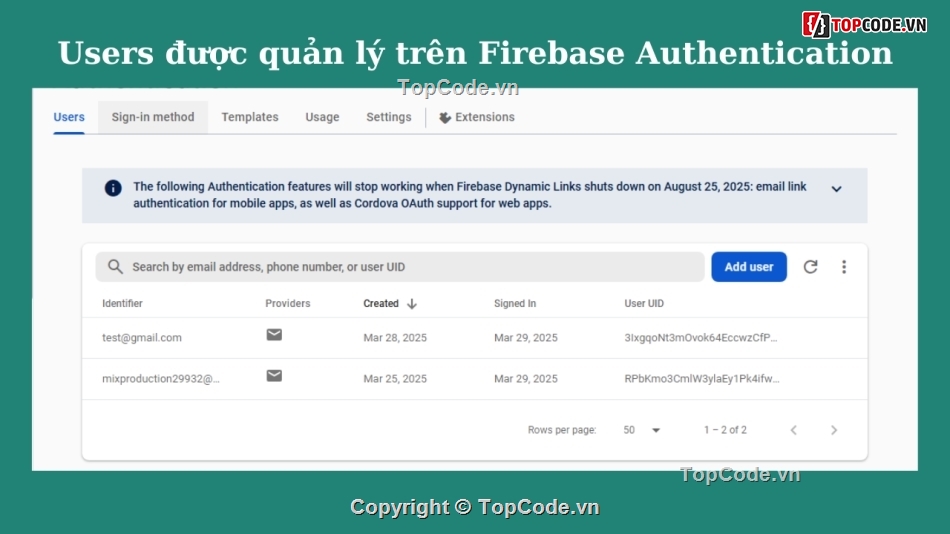 TOPCODE.VN
Users được quản lý trên Firebase Authentication
TopCode.vn
Users Sign-in method Templates Usage Settings Extensions
The following Authentication features will stop working when Firebase Dynamic Links shuts down on August 25, 2025: email link
authentication for mobile apps, as well as Cordova OAuth support for web apps.
Search by email address, phone number, or user UID Add user
Identifier Providers Created Signed In User UID
test@gmail.com Mar 28, 2025 Mar 29, 2025 3IxgqoNt3mOvok64EccwzCfP...
mixproduction29932@... Mar 25, 2025 Mar 29, 2025 RPbKmo3CmlW3ylaEy1Pk4ifw...
Rows per page: 50 1 – 2 of 2
TopCode.vn
Copyright © TopCode.vn